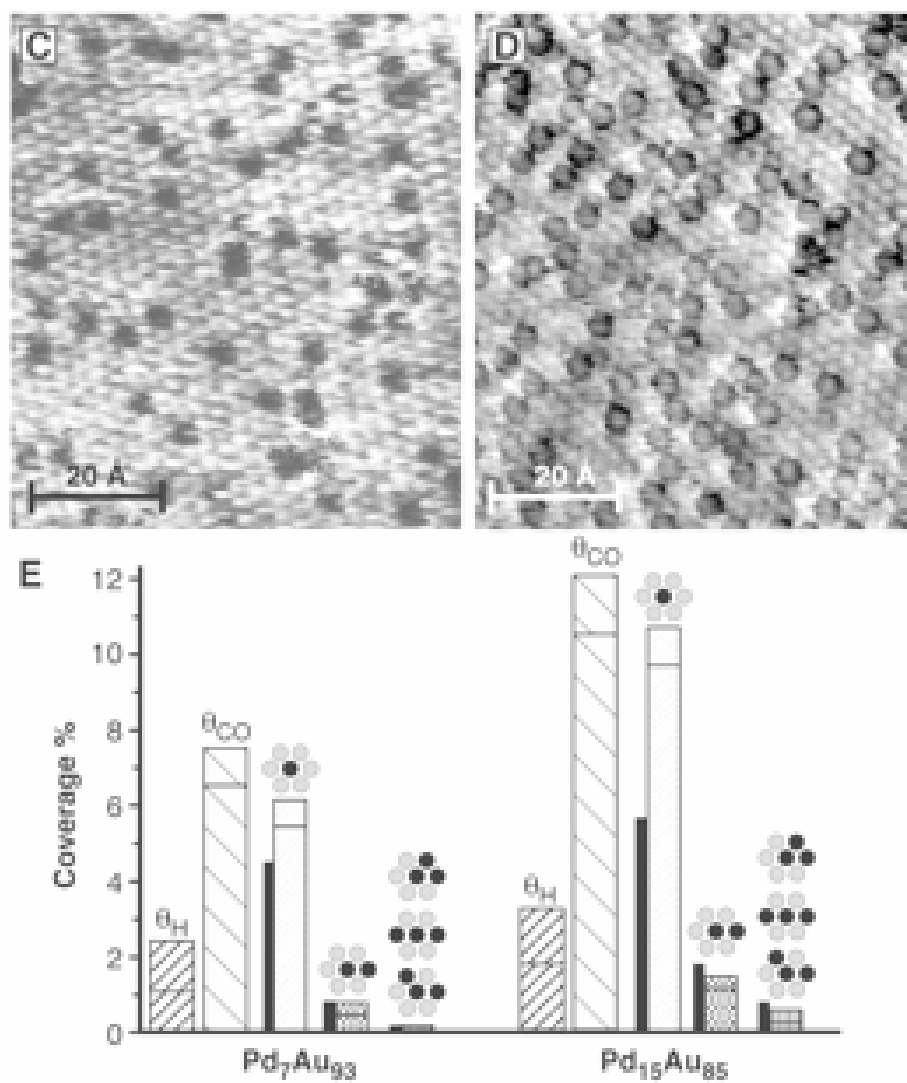 C
D
20 Å
20 Å
E
θCO
12
10
θCO
8
Coverage %
6
4
θH
θH
2
0
Pd₇Au₉₃
Pd₁₅Au₈₅